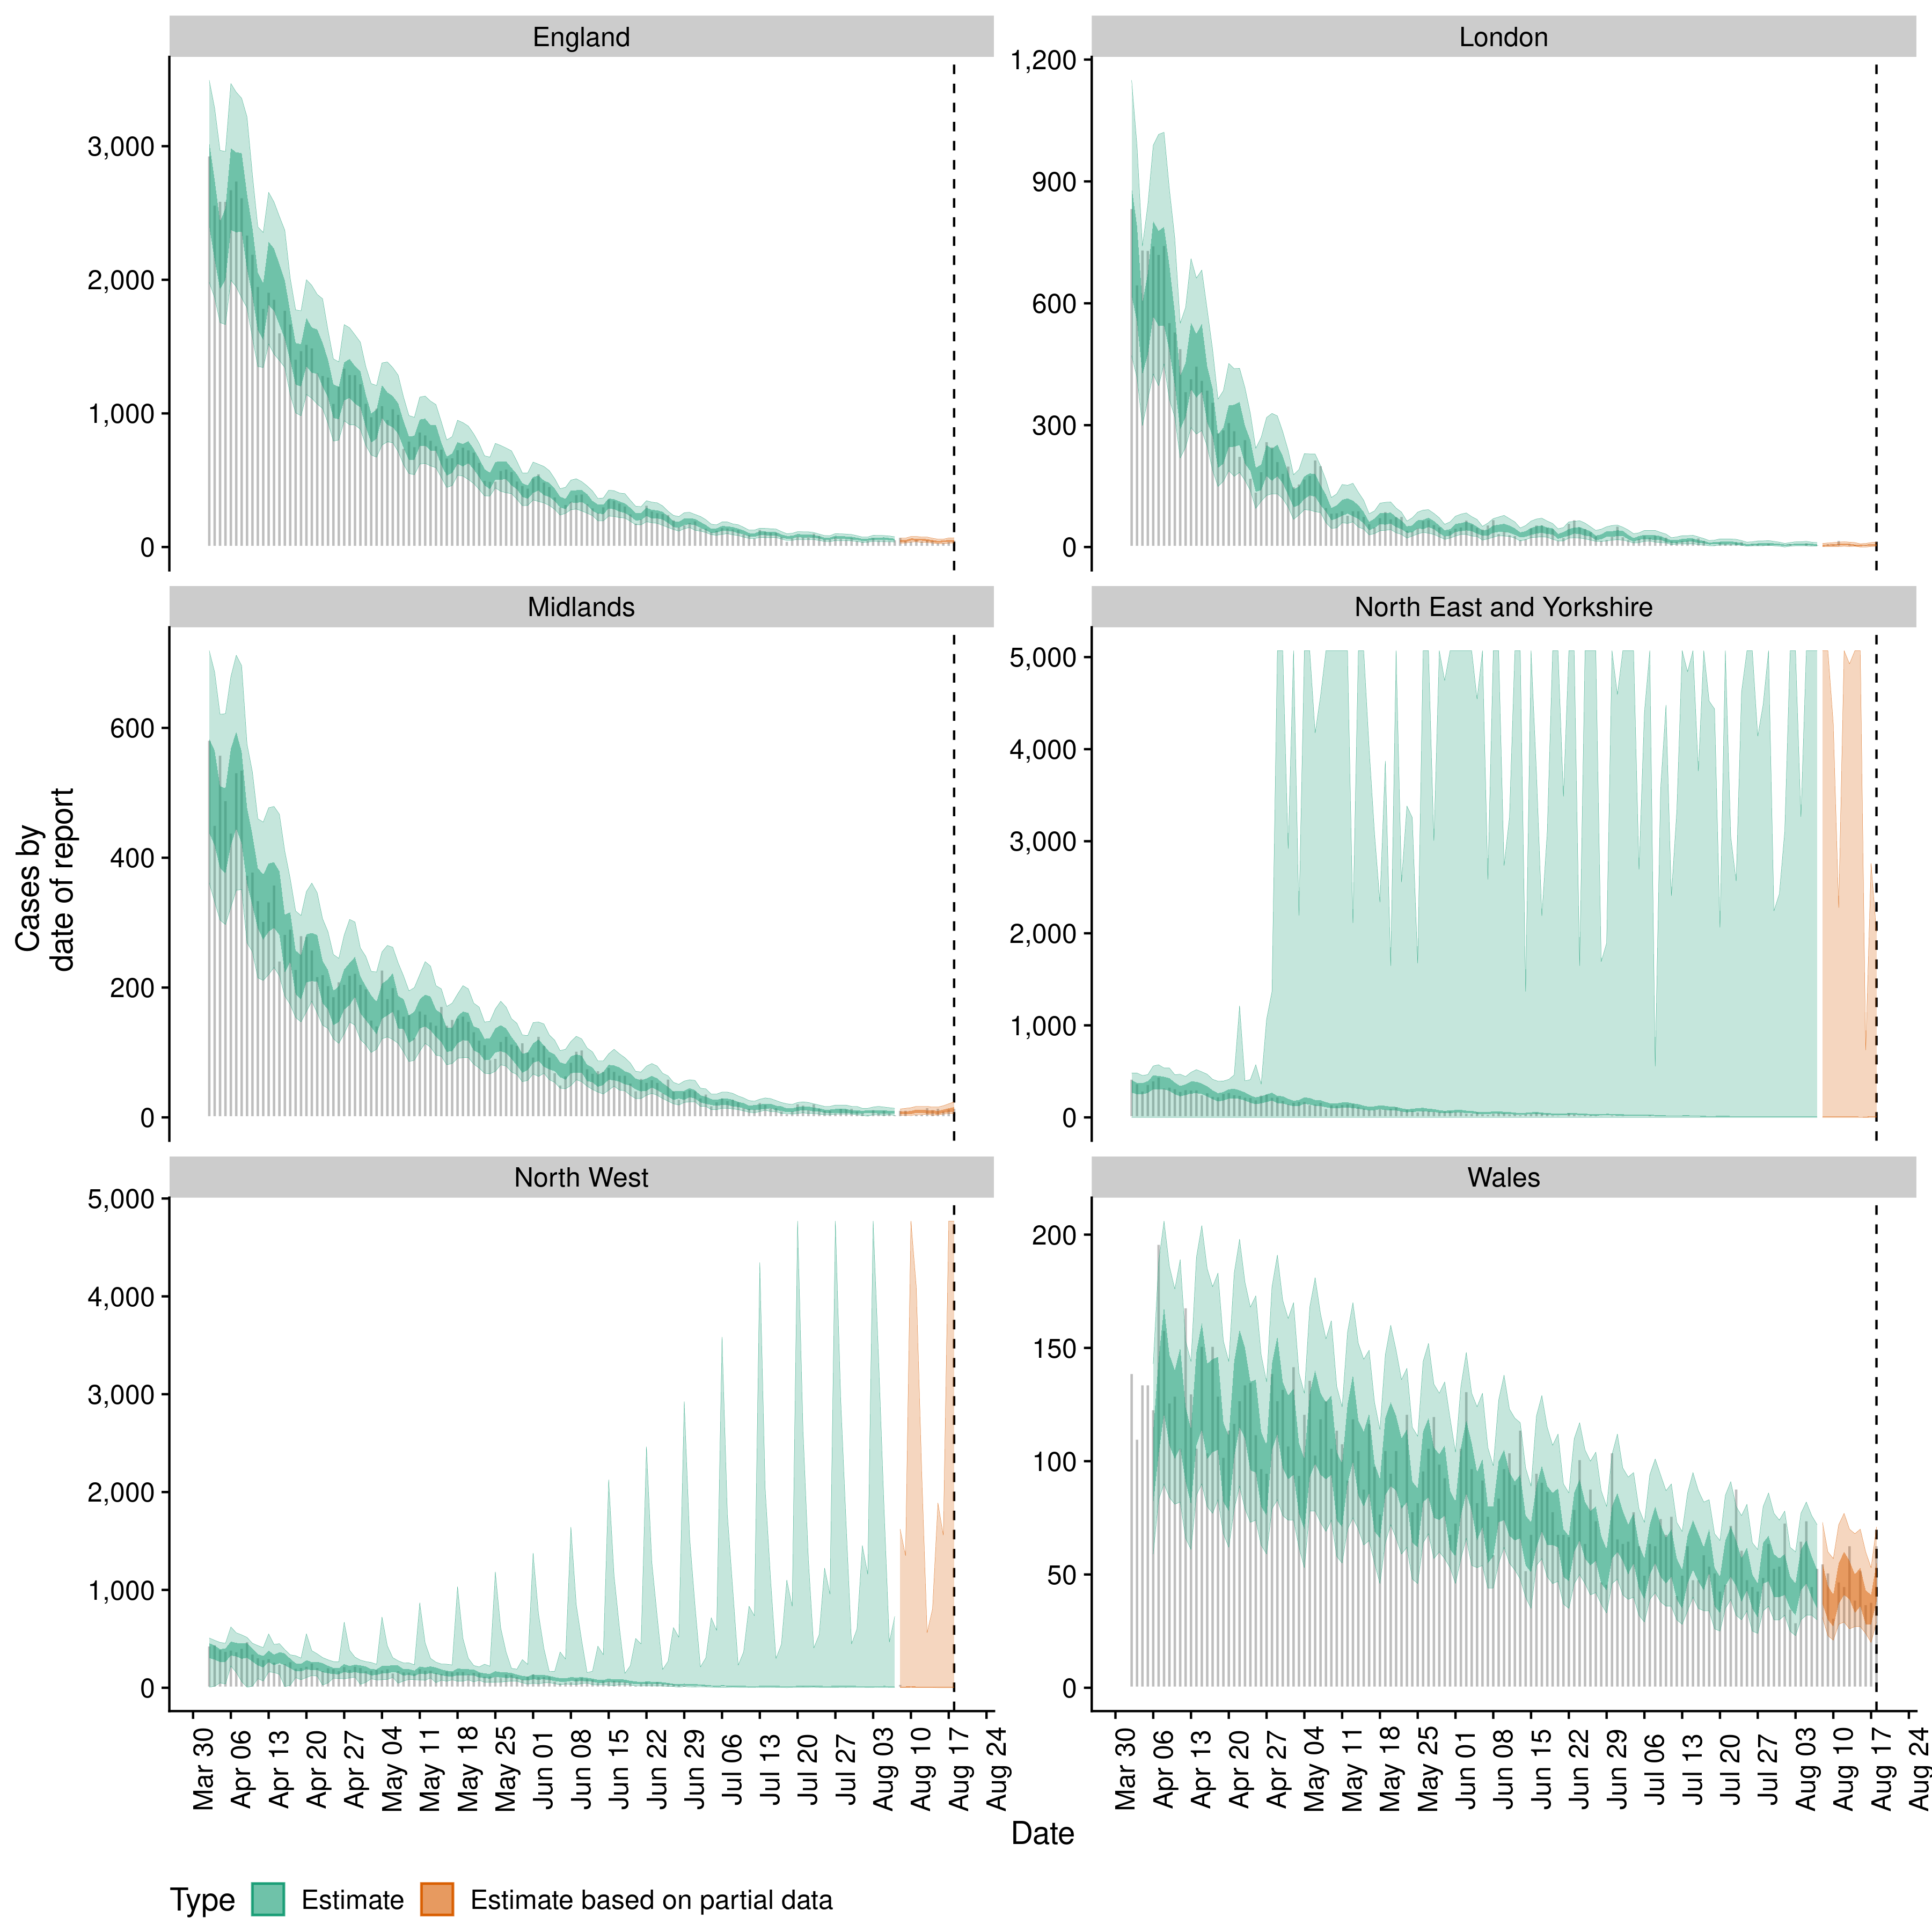 England
London
3,000
2,000
1,000
0
1,200
900
600
300
0
Midlands
North East and Yorkshire
600
400
200
0
5,000
4,000
3,000
2,000
1,000
0
North West
Wales
5,000
4,000
3,000
2,000
1,000
0
200
150
100
50
0
Cases by
date of report
Mar 30
Apr 06
Apr 13
Apr 20
Apr 27
May 04
May 11
May 18
May 25
Jun 01
Jun 08
Jun 15
Jun 22
Jun 29
Jul 06
Jul 13
Jul 20
Jul 27
Aug 03
Aug 10
Aug 17
Aug 24
Mar 30
Apr 06
Apr 13
Apr 20
Apr 27
May 04
May 11
May 18
May 25
Jun 01
Jun 08
Jun 15
Jun 22
Jun 29
Jul 06
Jul 13
Jul 20
Jul 27
Aug 03
Aug 10
Aug 17
Aug 24
Date
Type Estimate Estimate based on partial data